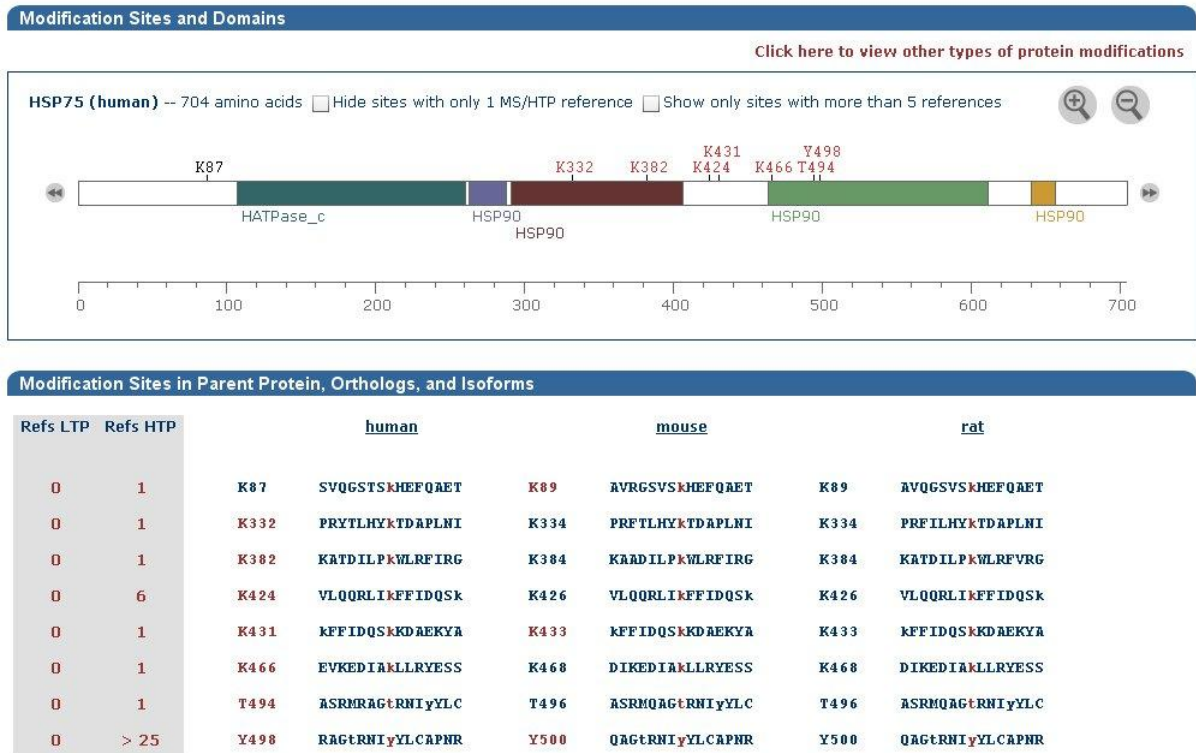 Modification Sites and Domains
Click here to view other types of protein modifications
HSP75 (human) -- 704 amino acids Hide sites with only 1 MS/HTP reference Show only sites with more than 5 references
K431 Y498
K87 K332 K382 K424 K466 T494
HATPase_c HSP90 HSP90 HSP90
HSP90
0 100 200 300 400 500 600 700
Modification Sites in Parent Protein, Orthologs, and Isoforms
Refs LTP Refs HTP human mouse rat
0 1 K87 SVQGSTSkHEFQAET K89 AVRGSVSkHEFQAET K89 AVQGSVSkHEFQAET
0 1 K332 PRYTLHYkTDAPLNI K334 PRFTLHYkTDAPLNI K334 PRFILHYkTDAPLNI
0 1 K382 KATDILPkWLRFIRG K384 KAADILPkWLRFIRG K384 KATDILPkWLRFVRG
0 6 K424 VLQQRLIkFFIDQSk K426 VLQQRLIkFFIDQSk K426 VLQQRLIkFFIDQSk
0 1 K431 kFFIDQSkKDAEKYA K433 kFFIDQSkKDAEKYA K433 kFFIDQSkKDAEKYA
0 1 K466 EVKEDIAkLLRYESS K468 DIKEDIAkLLRYESS K468 DIKEDIAkLLRYESS
0 1 T494 ASRMRAGtRNIyYLC T496 ASRMQAGtRNIyYLC T496 ASRMQAGtRNIyYLC
0 > 25 Y498 RAGtRNIyYLCAPNR Y500 QAGtRNIyYLCAPNR Y500 QAGtRNIyYLCAPNR